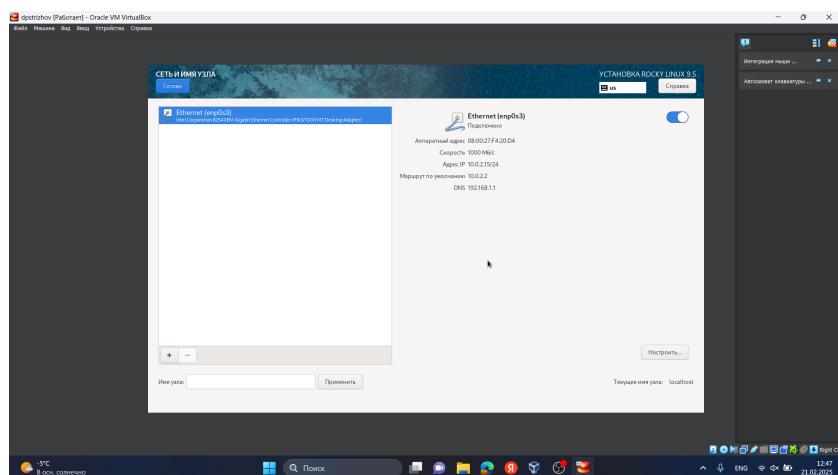 dpstrizhov [Работает] - Oracle VM VirtualBox
Файл Машина Вид Ввод Устройства Справка
СЕТЬ И ИМЯ УЗЛА
УСТАНОВКА ROCKY LINUX 9.5
Готово
us
Справка
Интеграция мыши ...
Автозахват клавиатуры ...
Ethernet (enp0s3)
Intel Corporation 82540EM Gigabit Ethernet Controller (PRO/1000 MT Desktop Adapter)
Ethernet (enp0s3)
Подключено
Аппаратный адрес 08:00:27:F4:20:D4
Скорость 1000 Мб/с
Адрес IP 10.0.2.15/24
Маршрут по умолчанию 10.0.2.2
DNS 192.168.1.1
+ −
Настроить...
Имя узла:
Применить
Текущее имя узла: localhost
-5°C
В осн. солнечно
Поиск
ENG
12:47
21.02.2025